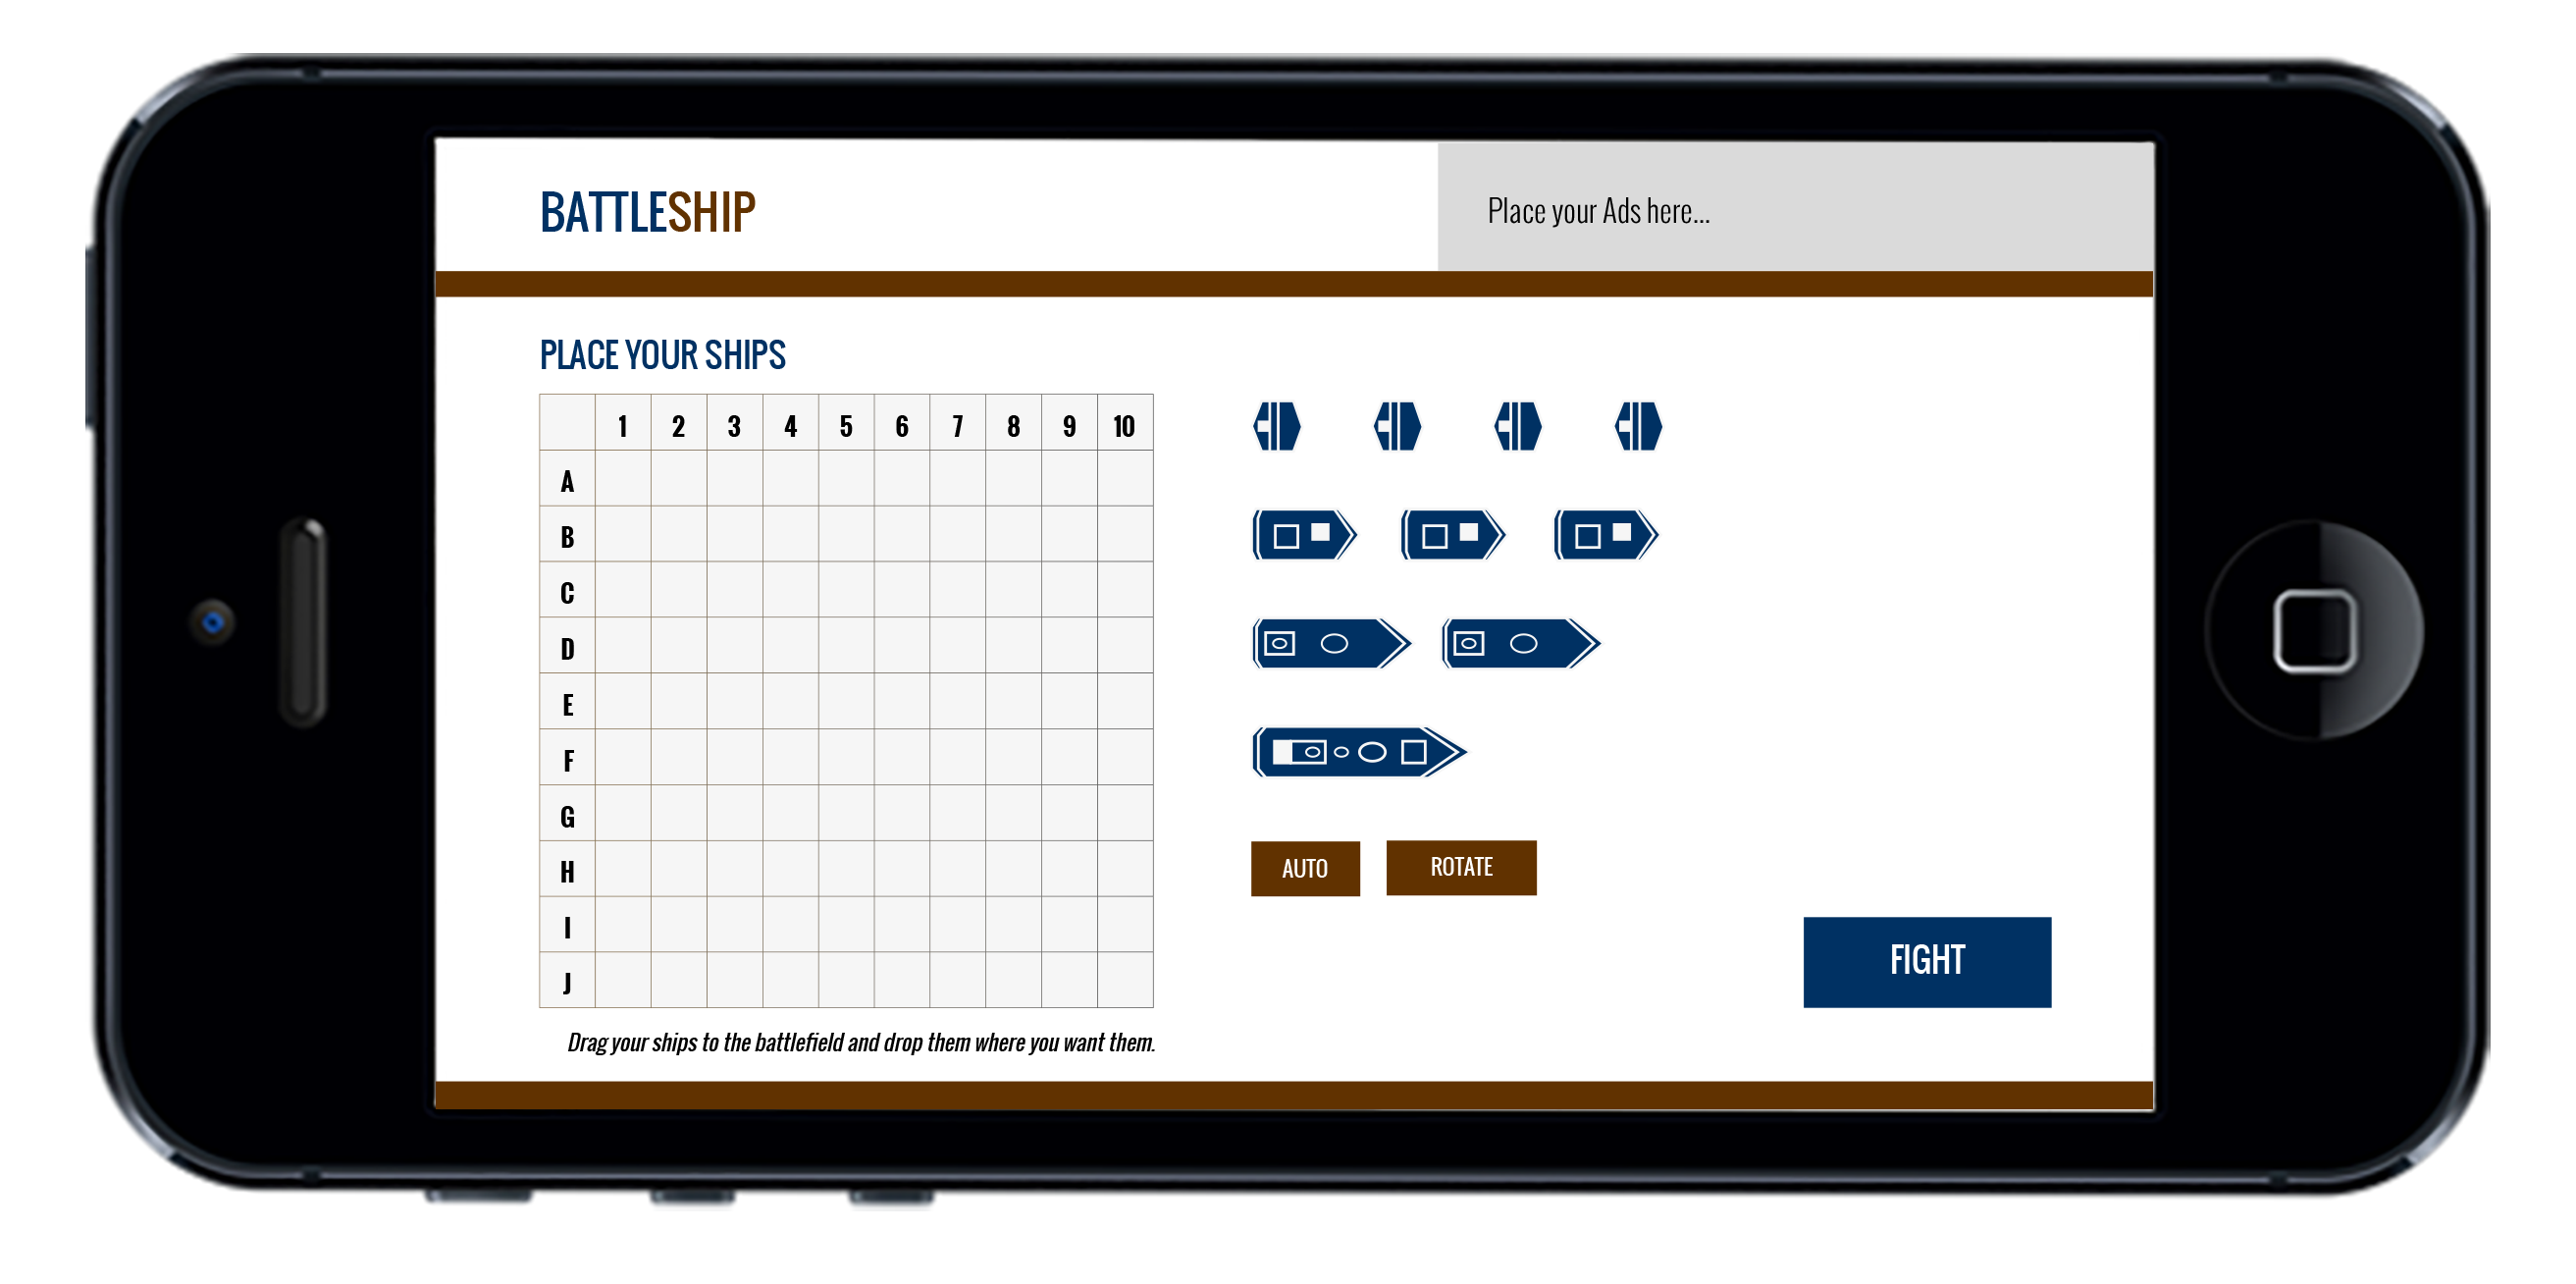 BATTLESHIP
Place your Ads here...
PLACE YOUR SHIPS
1 2 3 4 5 6 7 8 9 10
A
B
C
D
E
F
G
H
I
J
AUTO
ROTATE
FIGHT
Drag your ships to the battlefield and drop them where you want them.